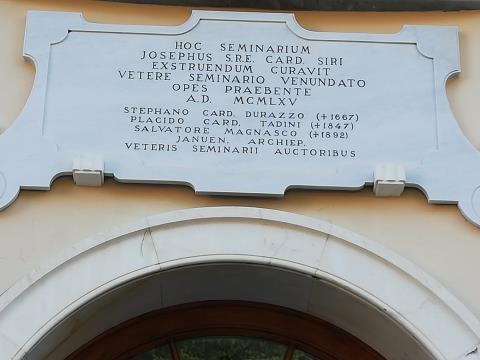 HOC SEMINARIUM
JOSEPHUS S.R.E. CARD. SIRI
EXSTRUENDUM CURAVIT
VETERE SEMINARIO VENUNDATO
OPES PRAEBENTE
A.D. MCMLXV
STEPHANO CARD. DURAZZO (+1667)
PLACIDO CARD. TADINI (+1847)
SALVATORE MAGNASCO (+1892)
JANUEN. ARCHIEP.
VETERIS SEMINARII AUCTORIBUS